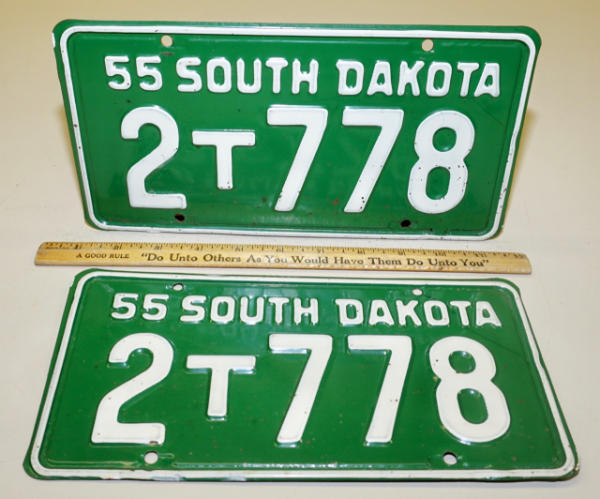 55 SOUTH DAKOTA
2T778
A GOOD RULE "Do Unto Others As You Would Have Them Do Unto You"
55 SOUTH DAKOTA
2T778